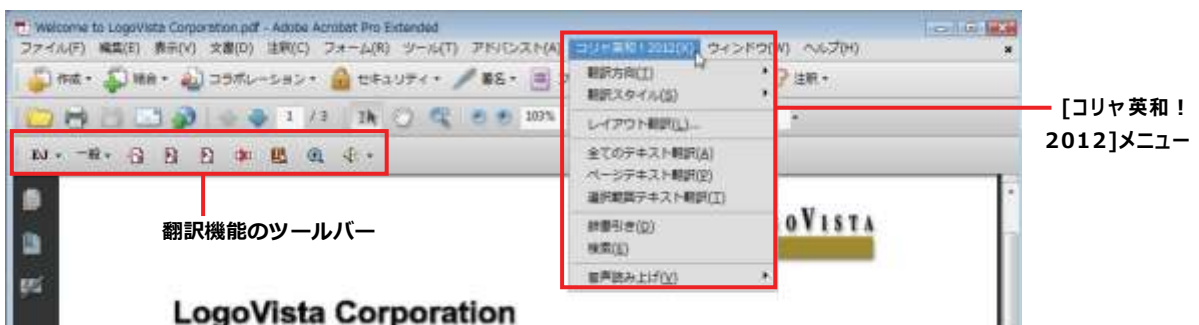 Welcome to LogoVista Corporation.pdf - Adobe Acrobat Pro Extended
ファイル(F) 編集(E) 表示(V) 文書(D) 注釈(C) フォーム(R) ツール(T) アドバンスト(A) コリャ英和！2012(X) ウィンドウ(W) ヘルプ(H)
作成 結合 コラボレーション セキュリティ 署名 注釈
1 / 3 103%
EJ 一般
翻訳方向(T)
翻訳スタイル(S)
レイアウト翻訳(L)...
全てのテキスト翻訳(A)
ページテキスト翻訳(P)
選択範囲テキスト翻訳(T)
辞書引き(D)
検索(E)
音声読み上げ(V)
[コリャ英和！
2012]メニュー
翻訳機能のツールバー
OVISTA
LogoVista Corporation